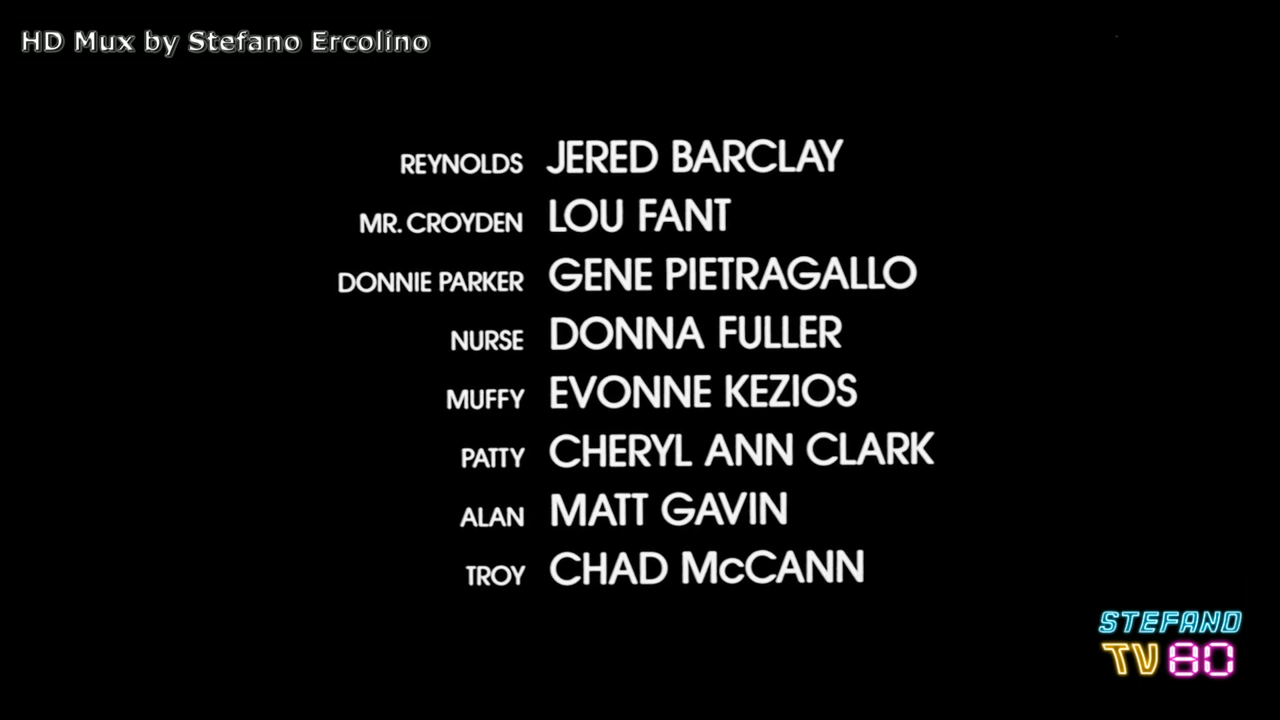 HD Mux by Stefano Ercolino
REYNOLDS JERED BARCLAY
MR. CROYDEN LOU FANT
DONNIE PARKER GENE PIETRAGALLO
NURSE DONNA FULLER
MUFFY EVONNE KEZIOS
PATTY CHERYL ANN CLARK
ALAN MATT GAVIN
TROY CHAD McCANN
STEFANO
TV 80